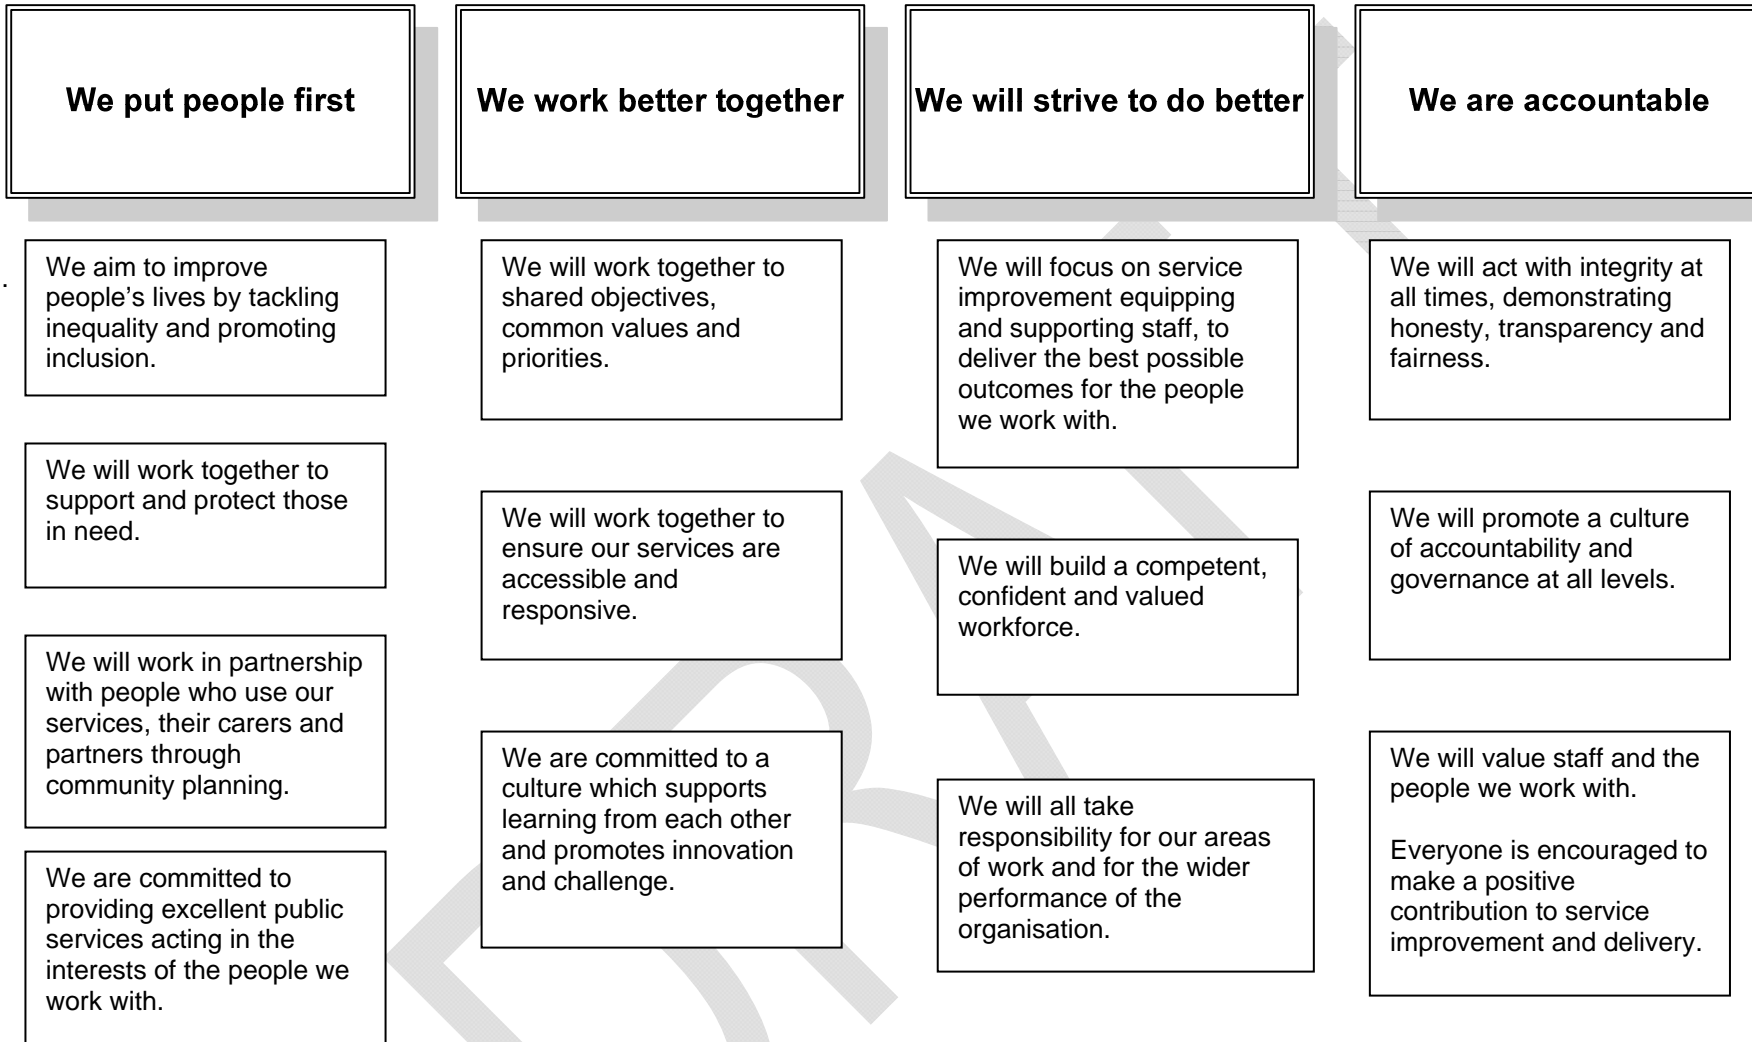 We put people first
We aim to improve
people’s lives by tackling
inequality and promoting
inclusion.
.
We will work together to
support and protect those
in need.
We will work in partnership
with people who use our
services, their carers and
partners through
community planning.
We are committed to
providing excellent public
services acting in the
interests of the people we
work with.
We work better together
We will work together to
shared objectives,
common values and
priorities.
We will work together to
ensure our services are
accessible and
responsive.
We are committed to a
culture which supports
learning from each other
and promotes innovation
and challenge.
We will strive to do better
We will focus on service
improvement equipping
and supporting staff, to
deliver the best possible
outcomes for the people
we work with.
We will build a competent,
confident and valued
workforce.
We will all take
responsibility for our areas
of work and for the wider
performance of the
organisation.
We are accountable
We will act with integrity at
all times, demonstrating
honesty, transparency and
fairness.
We will promote a culture
of accountability and
governance at all levels.
We will value staff and the
people we work with.
Everyone is encouraged to
make a positive
contribution to service
improvement and delivery.
DRAFT